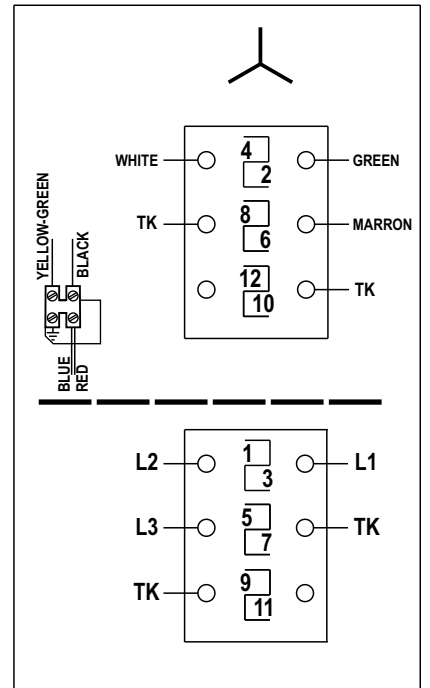 WHITE 4 2 GREEN
TK 8 6 MARRON
12 10 TK
YELLOW-GREEN
BLACK
BLUE
RED
L2 1 3 L1
L3 5 7 TK
TK 9 11